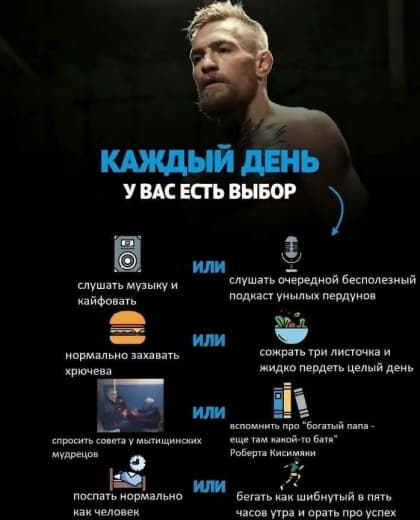 КАЖДЫЙ ДЕНЬ
У ВАС ЕСТЬ ВЫБОР
слушать музыку и
кайфовать
ИЛИ
слушать очередной бесполезный
подкаст унылых пердунов
нормально захавать
хрючева
ИЛИ
сожрать три листочка и
жидко пердеть целый день
спросить совета у мытищинских
мудрецов
ИЛИ
вспомнить про "богатый папа -
еще там какой-то батя"
Роберта Кисимяки
поспать нормально
как человек
ИЛИ
бегать как шибнутый в пять
часов утра и орать про успех